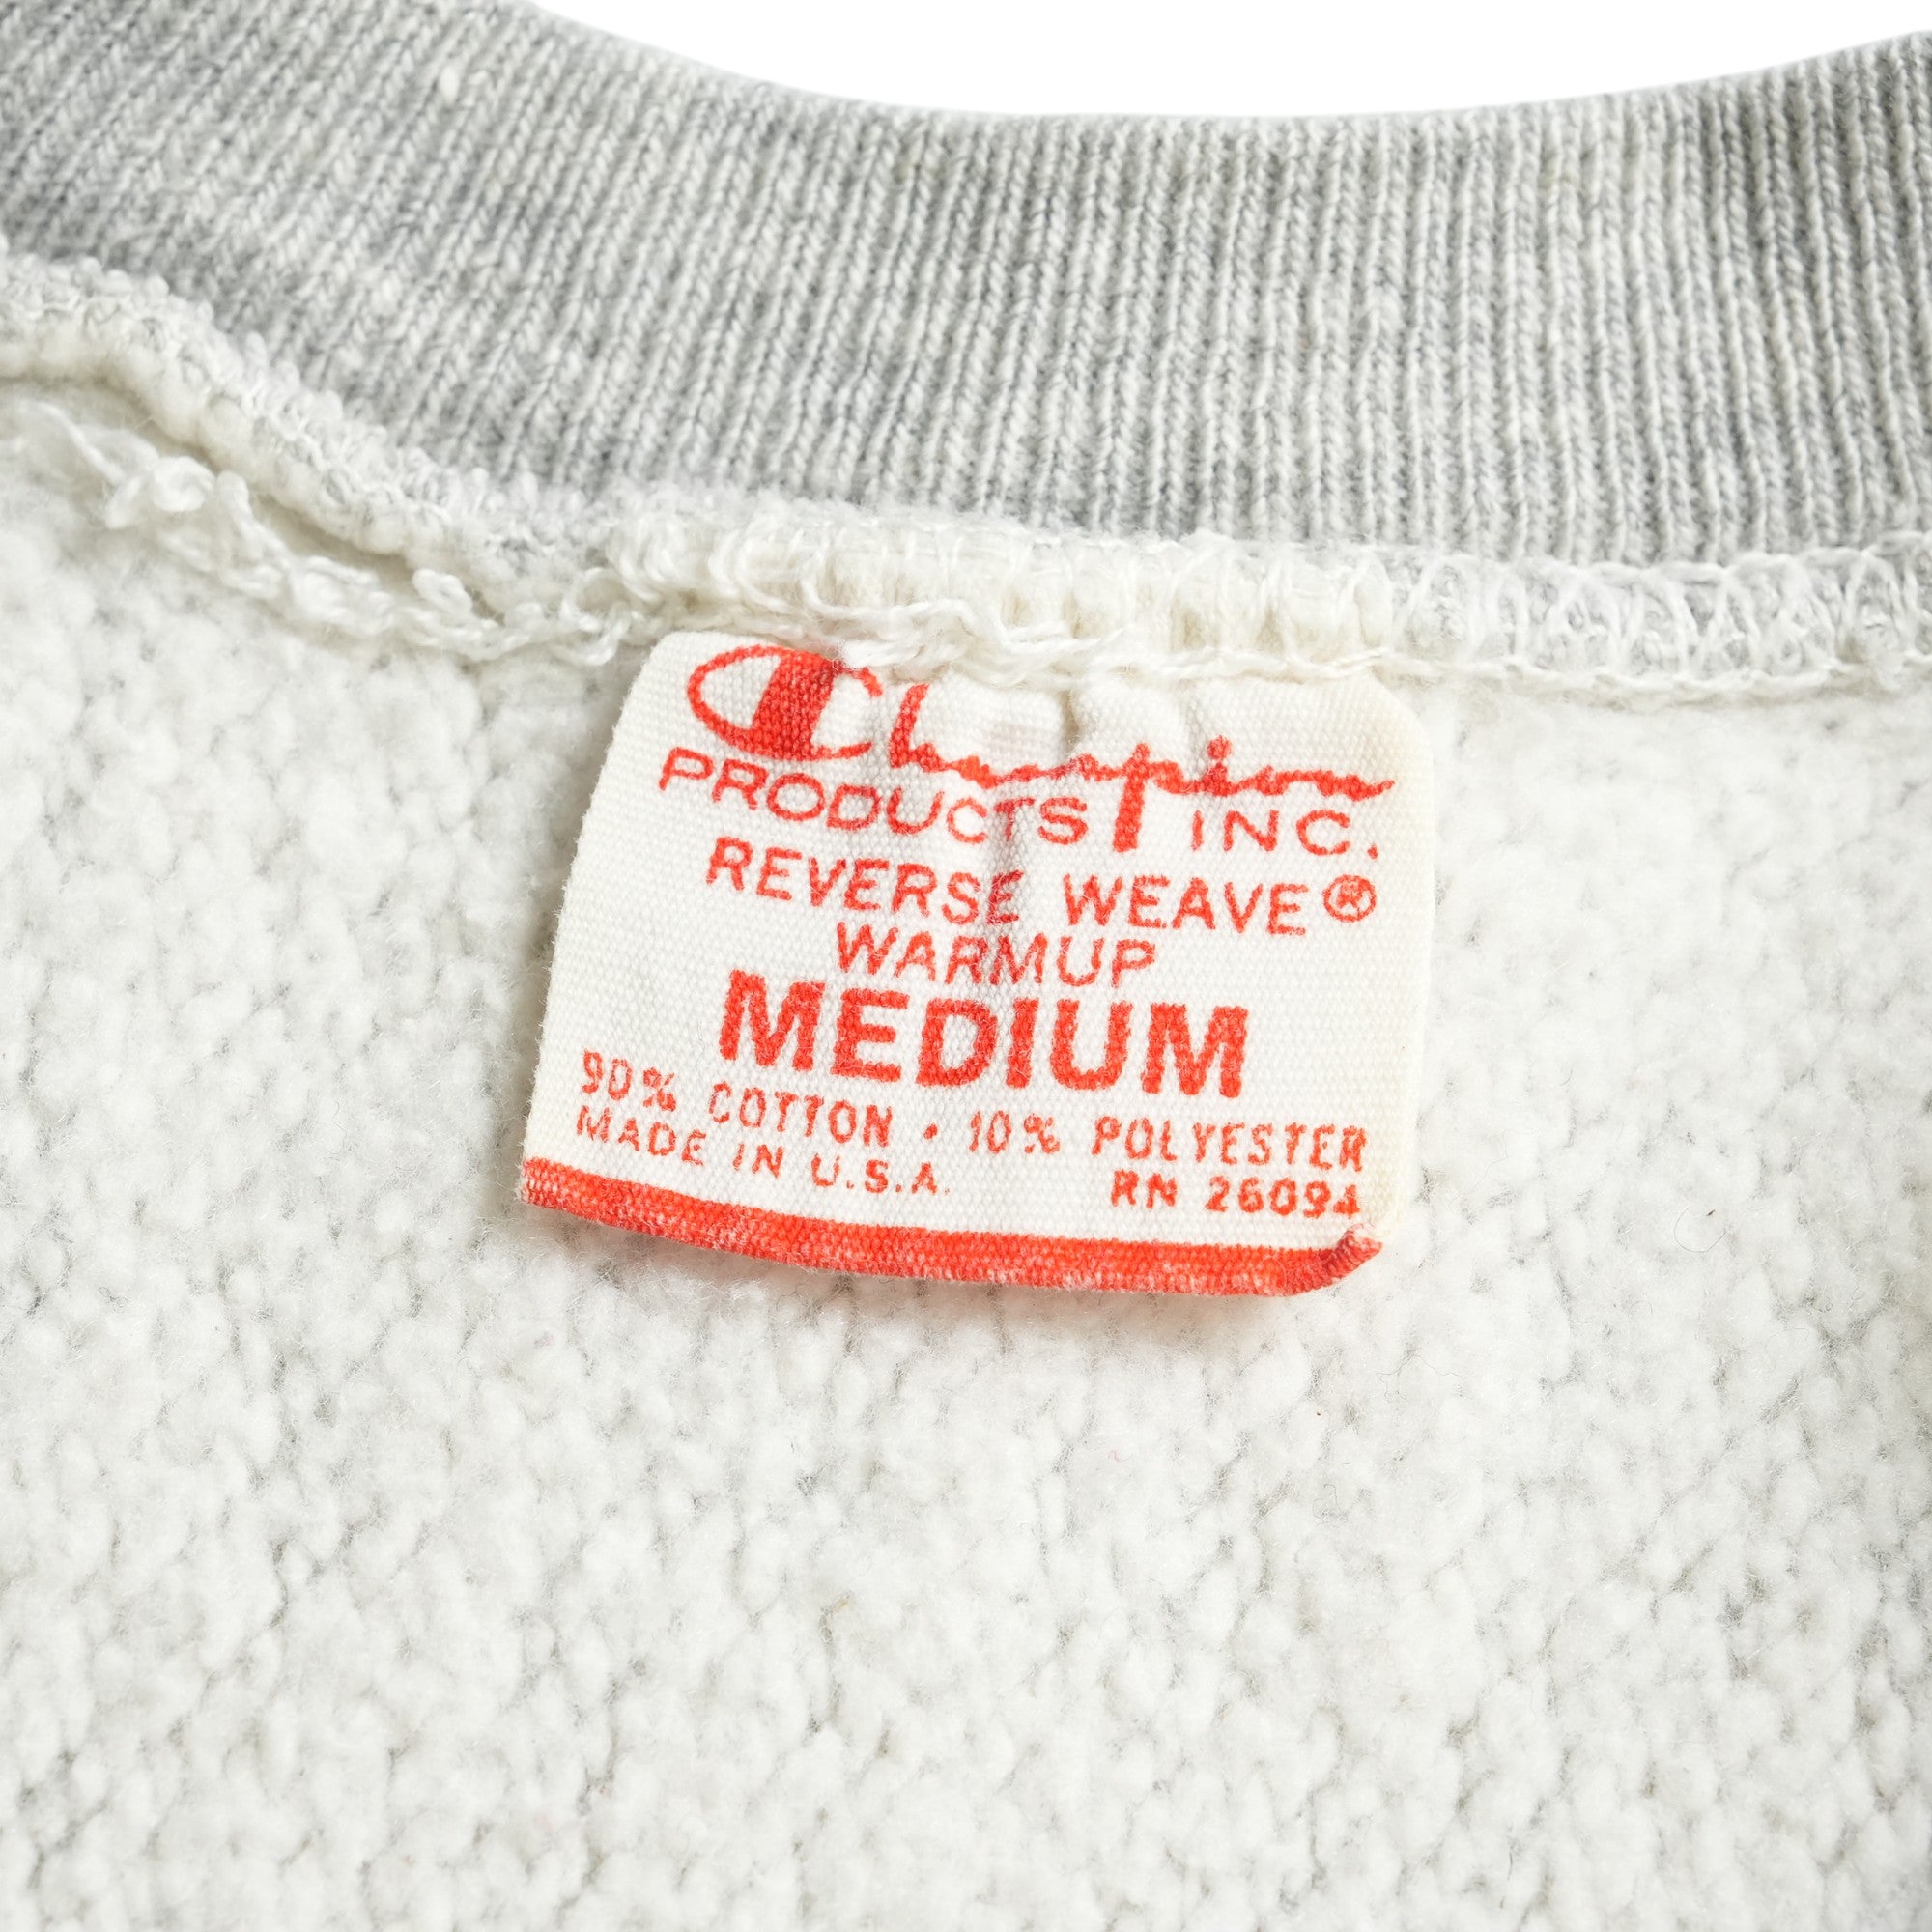 Champion
PRODUCTS INC.
REVERSE WEAVE®
WARMUP
MEDIUM
90% COTTON · 10% POLYESTER
MADE IN U.S.A. RN 26094